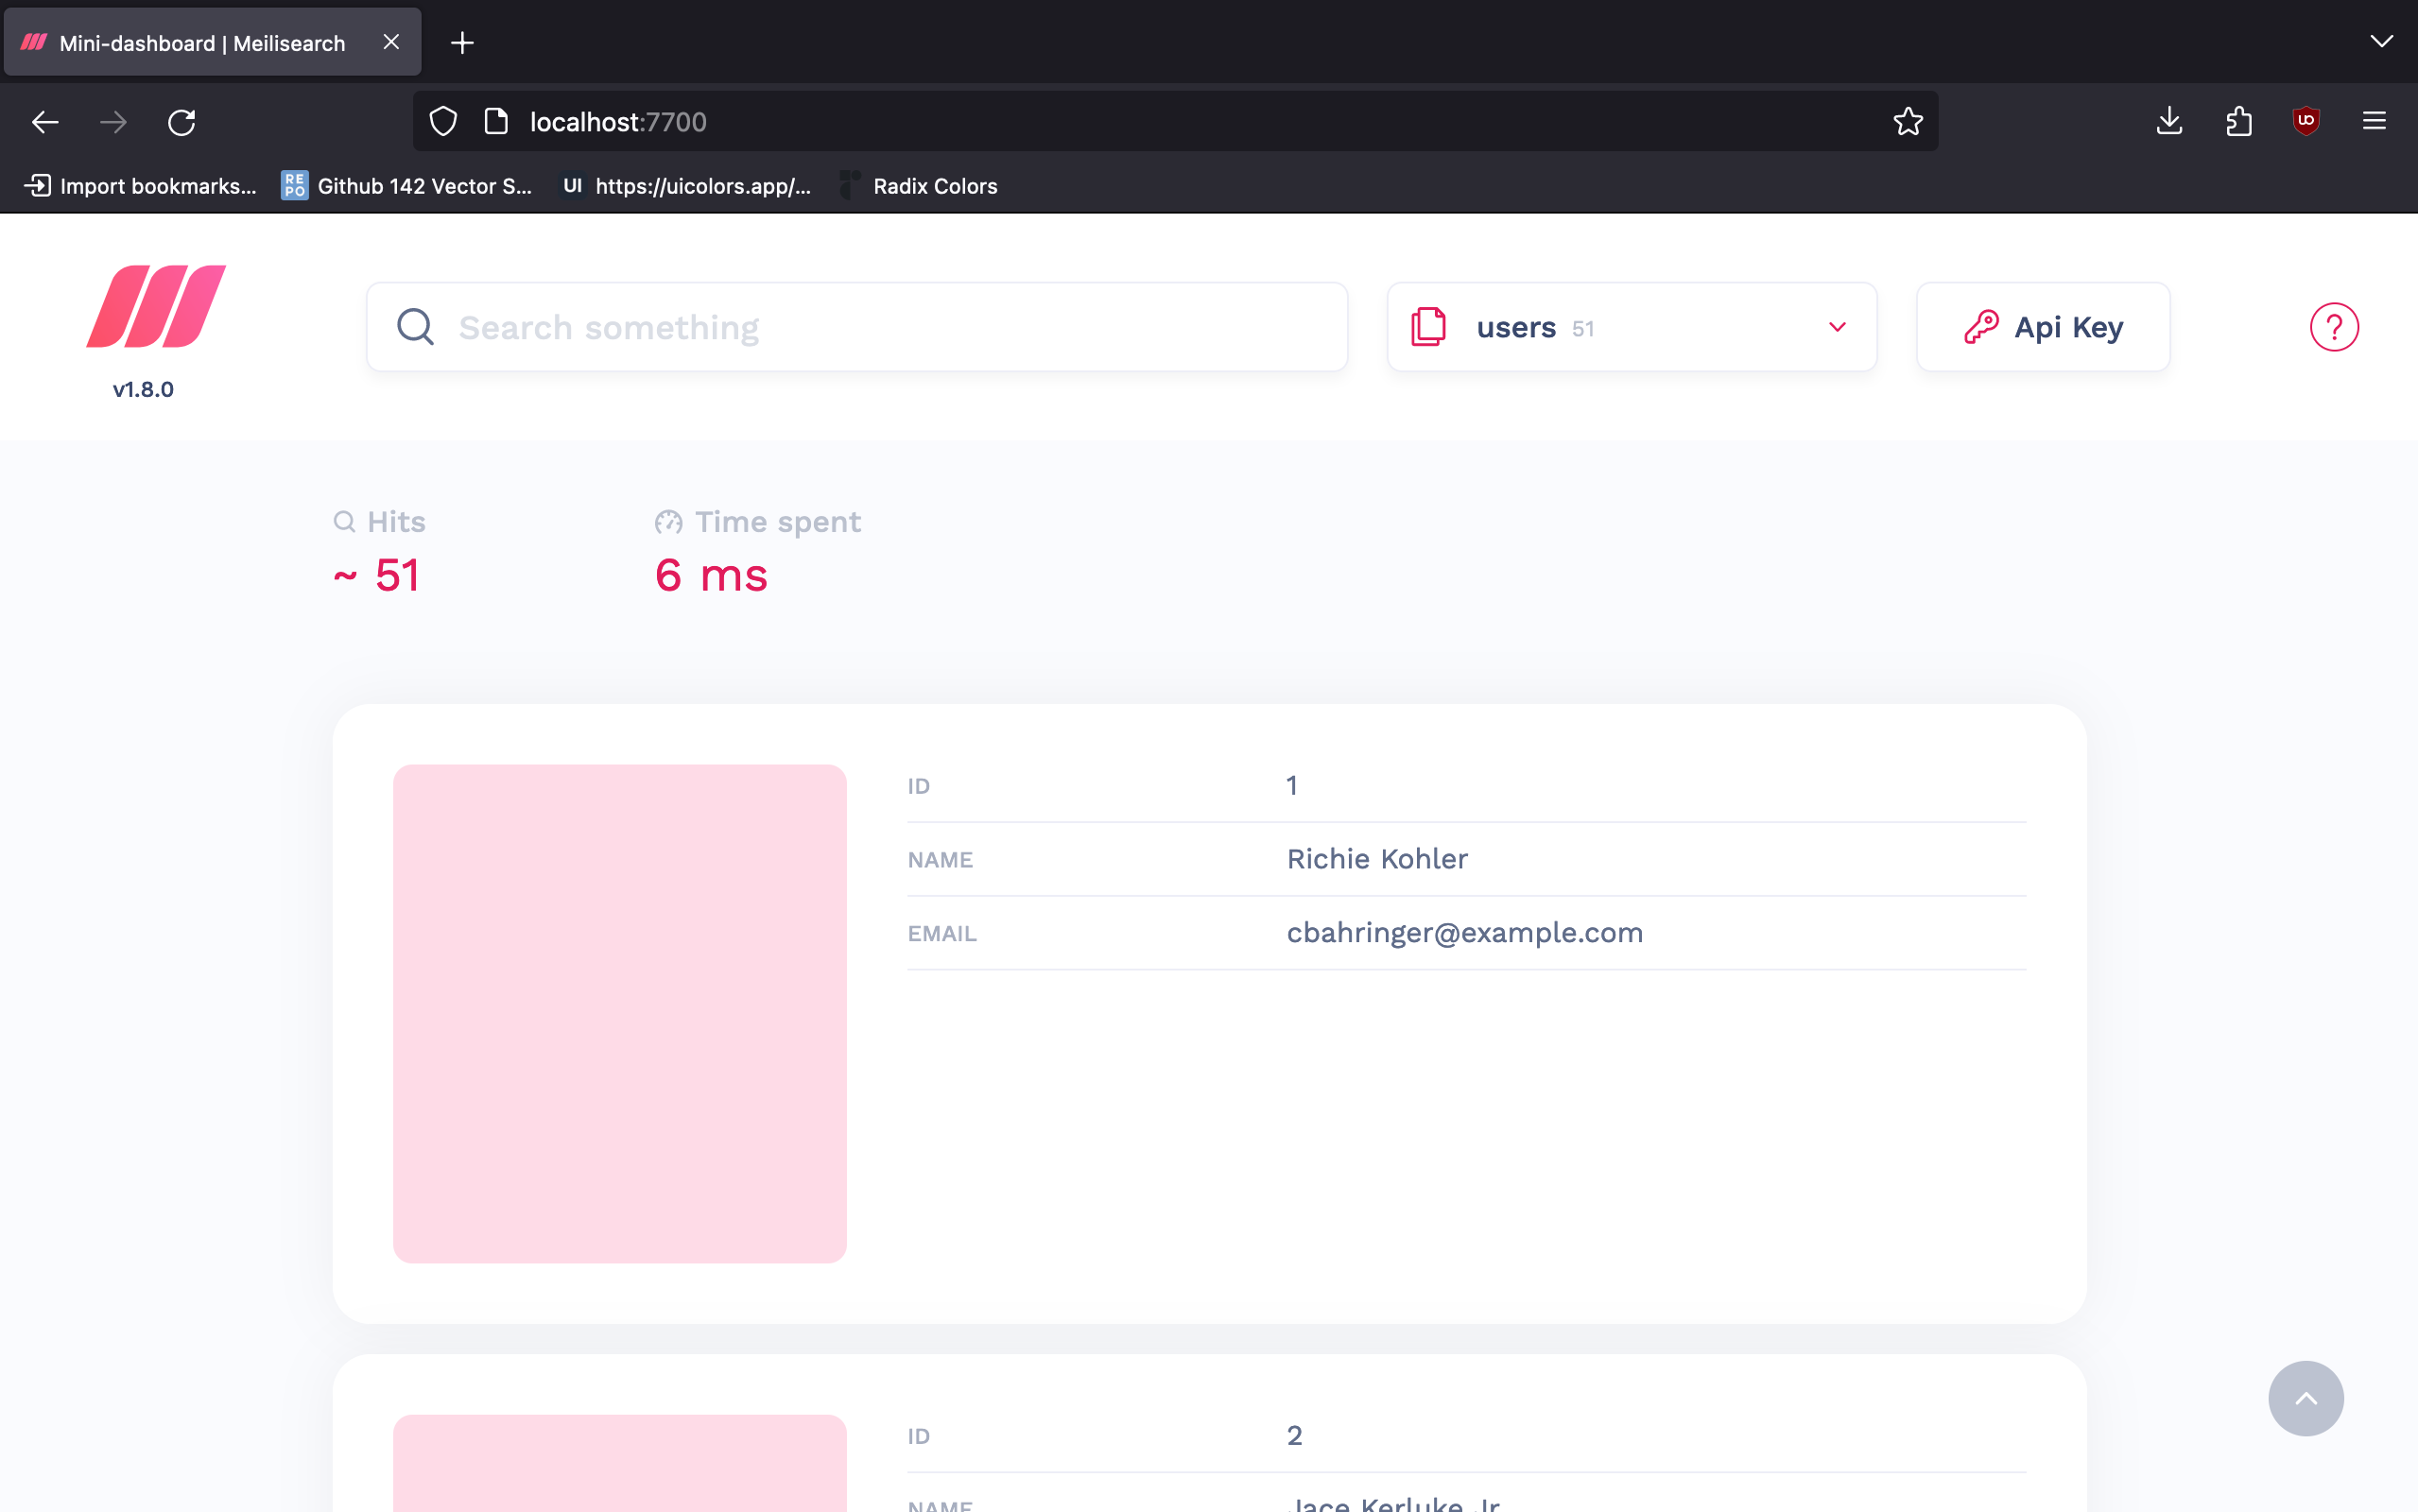 Mini-dashboard | Meilisearch
localhost:7700
Import bookmarks... Github 142 Vector S... UI https://uicolors.app/... Radix Colors
Search something users 51 Api Key ?
v1.8.0
Hits Time spent
~ 51 6 ms
ID 1
NAME Richie Kohler
EMAIL cbahringer@example.com
ID 2
NAME Jace Kerluke Jr